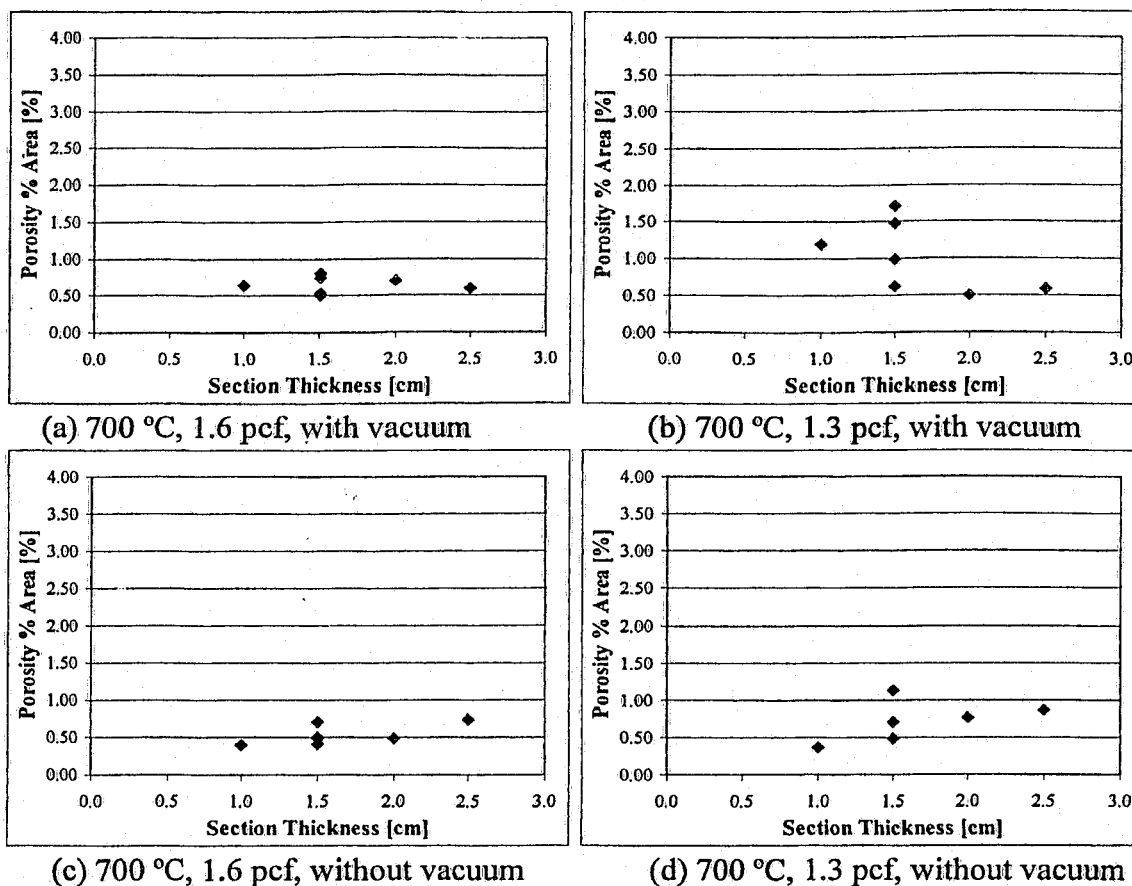 4.00
3.50
3.00
2.50
2.00
1.50
1.00
0.50
0.00
Porosity % Area [%]
0.0 0.5 1.0 1.5 2.0 2.5 3.0
Section Thickness [cm]
(a) 700 ºC, 1.6 pcf, with vacuum
4.00
3.50
3.00
2.50
2.00
1.50
1.00
0.50
0.00
Porosity % Area [%]
0.0 0.5 1.0 1.5 2.0 2.5 3.0
Section Thickness [cm]
(b) 700 ºC, 1.3 pcf, with vacuum
4.00
3.50
3.00
2.50
2.00
1.50
1.00
0.50
0.00
Porosity % Area [%]
0.0 0.5 1.0 1.5 2.0 2.5 3.0
Section Thickness [cm]
(c) 700 ºC, 1.6 pcf, without vacuum
4.00
3.50
3.00
2.50
2.00
1.50
1.00
0.50
0.00
Porosity % Area [%]
0.0 0.5 1.0 1.5 2.0 2.5 3.0
Section Thickness [cm]
(d) 700 ºC, 1.3 pcf, without vacuum